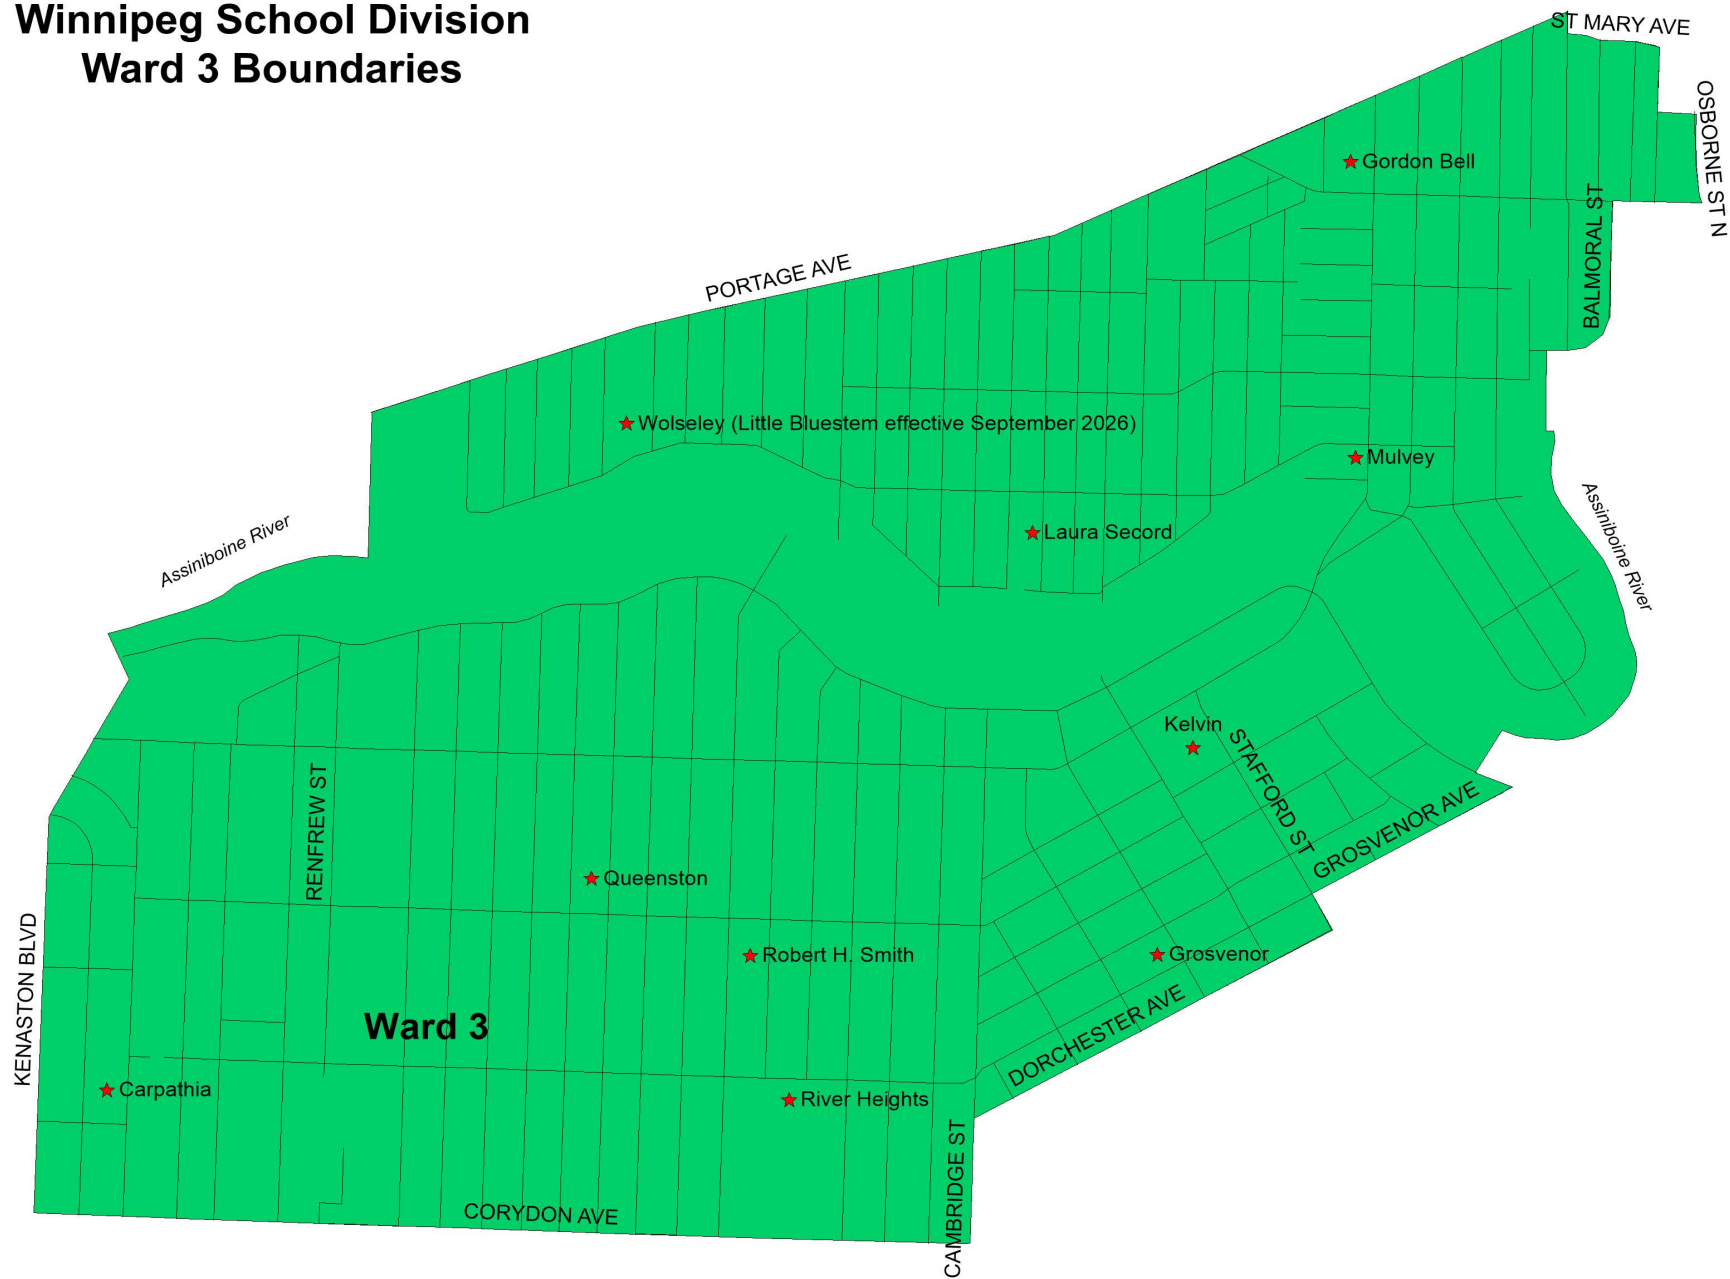 Winnipeg School Division
Ward 3 Boundaries
ST MARY AVE
OSBORNE ST N
Gordon Bell
BALMORAL ST
PORTAGE AVE
Wolseley (Little Bluestem effective September 2026)
Mulvey
Assiniboine River
Assiniboine River
Laura Secord
Kelvin
STAFFORD ST
GROSVENOR AVE
RENFREW ST
Queenston
Robert H. Smith
Grosvenor
KENASTON BLVD
Ward 3
DORCHESTER AVE
Carpathia
River Heights
CAMBRIDGE ST
CORYDON AVE